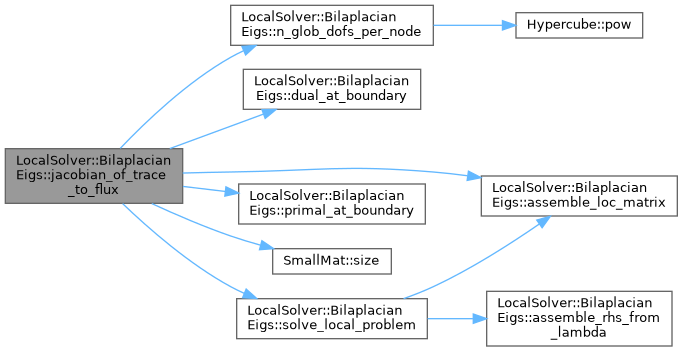 LocalSolver::Bilaplacian
Eigs::jacobian_of_trace
_to_flux
LocalSolver::Bilaplacian
Eigs::n_glob_dofs_per_node
Hypercube::pow
LocalSolver::Bilaplacian
Eigs::dual_at_boundary
LocalSolver::Bilaplacian
Eigs::primal_at_boundary
LocalSolver::Bilaplacian
Eigs::assemble_loc_matrix
SmallMat::size
LocalSolver::Bilaplacian
Eigs::solve_local_problem
LocalSolver::Bilaplacian
Eigs::assemble_rhs_from
_lambda